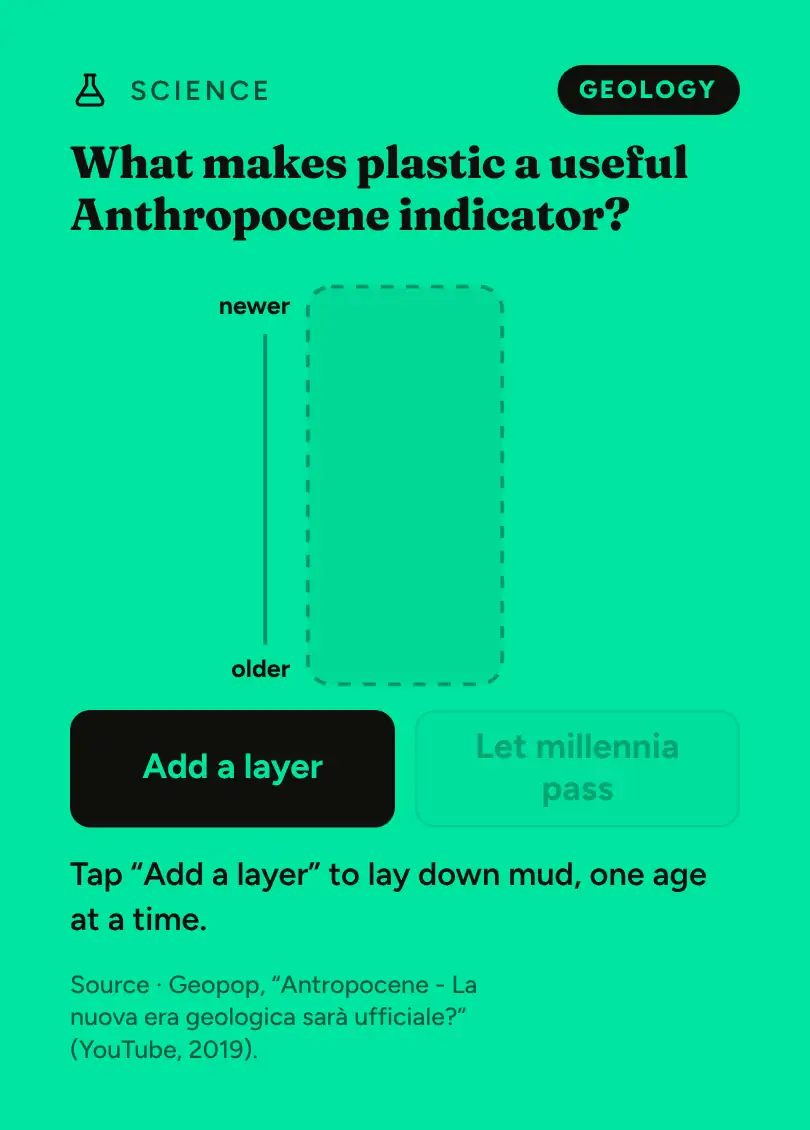 SCIENCE
GEOLOGY
What makes plastic a useful
Anthropocene indicator?
newer
older
Add a layer
Let millennia
pass
Tap “Add a layer” to lay down mud, one age
at a time.
Source · Geopop, “Antropocene - La
nuova era geologica sarà ufficiale?”
(YouTube, 2019).